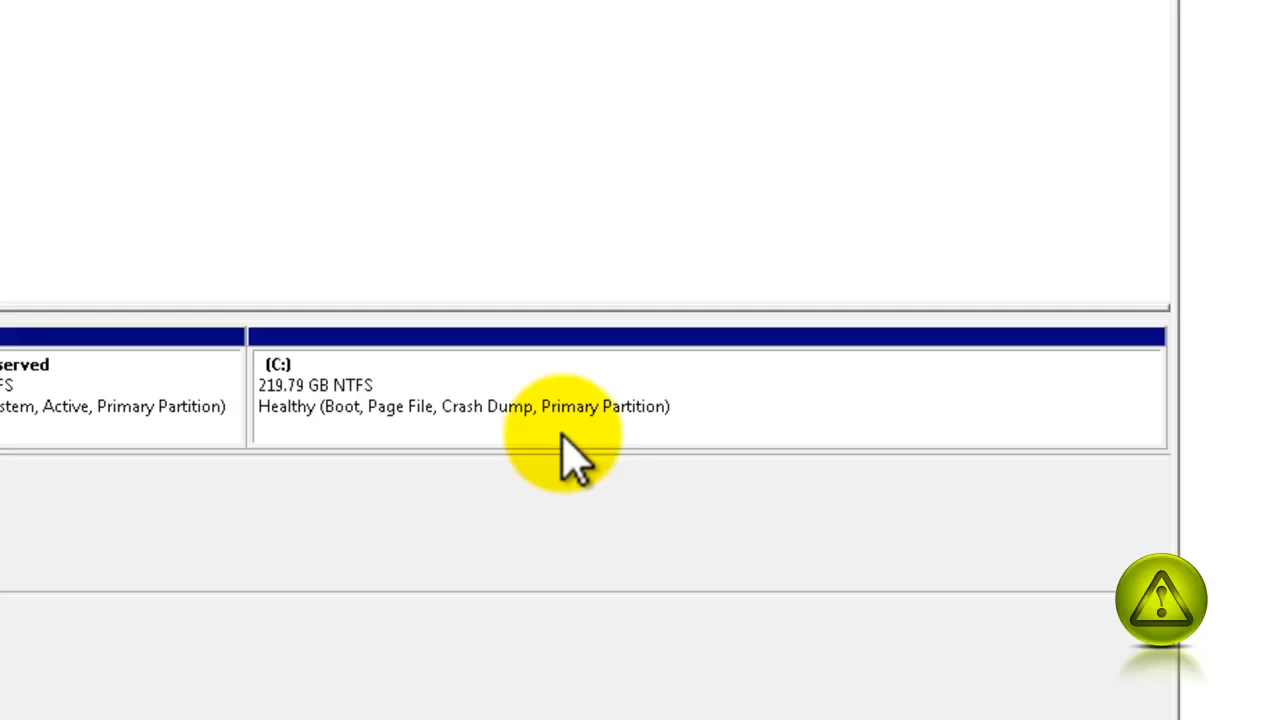 served
(C:)
FS
219.79 GB NTFS
stem, Active, Primary Partition)
Healthy (Boot, Page File, Crash Dump, Primary Partition)